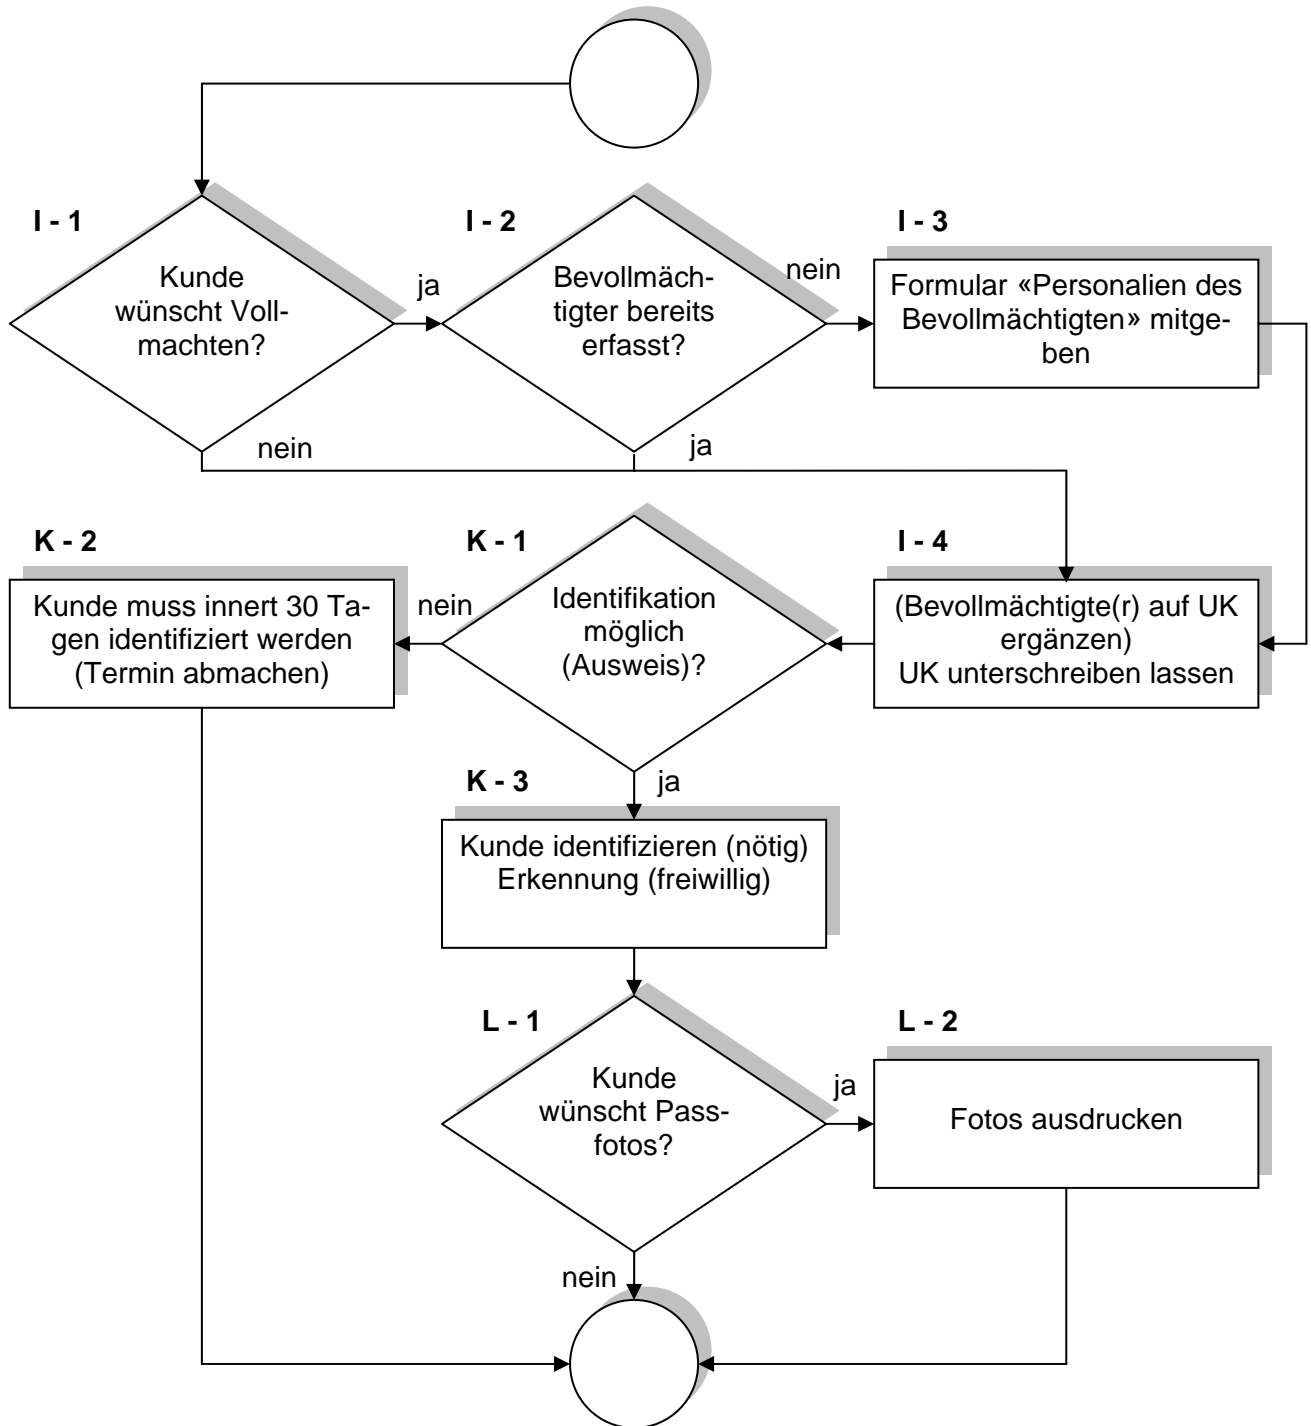 I - 1
Kunde
wünscht Voll-
machten?
ja
nein
I - 2
Bevollmäch-
tigter bereits
erfasst?
nein
ja
I - 3
Formular «Personalien des
Bevollmächtigten» mitge-
ben
K - 2
Kunde muss innert 30 Ta-
gen identifiziert werden
(Termin abmachen)
nein
K - 1
Identifikation
möglich
(Ausweis)?
ja
I - 4
(Bevollmächtigte(r) auf UK
ergänzen)
UK unterschreiben lassen
K - 3
Kunde identifizieren (nötig)
Erkennung (freiwillig)
L - 1
Kunde
wünscht Pass-
fotos?
ja
nein
L - 2
Fotos ausdrucken